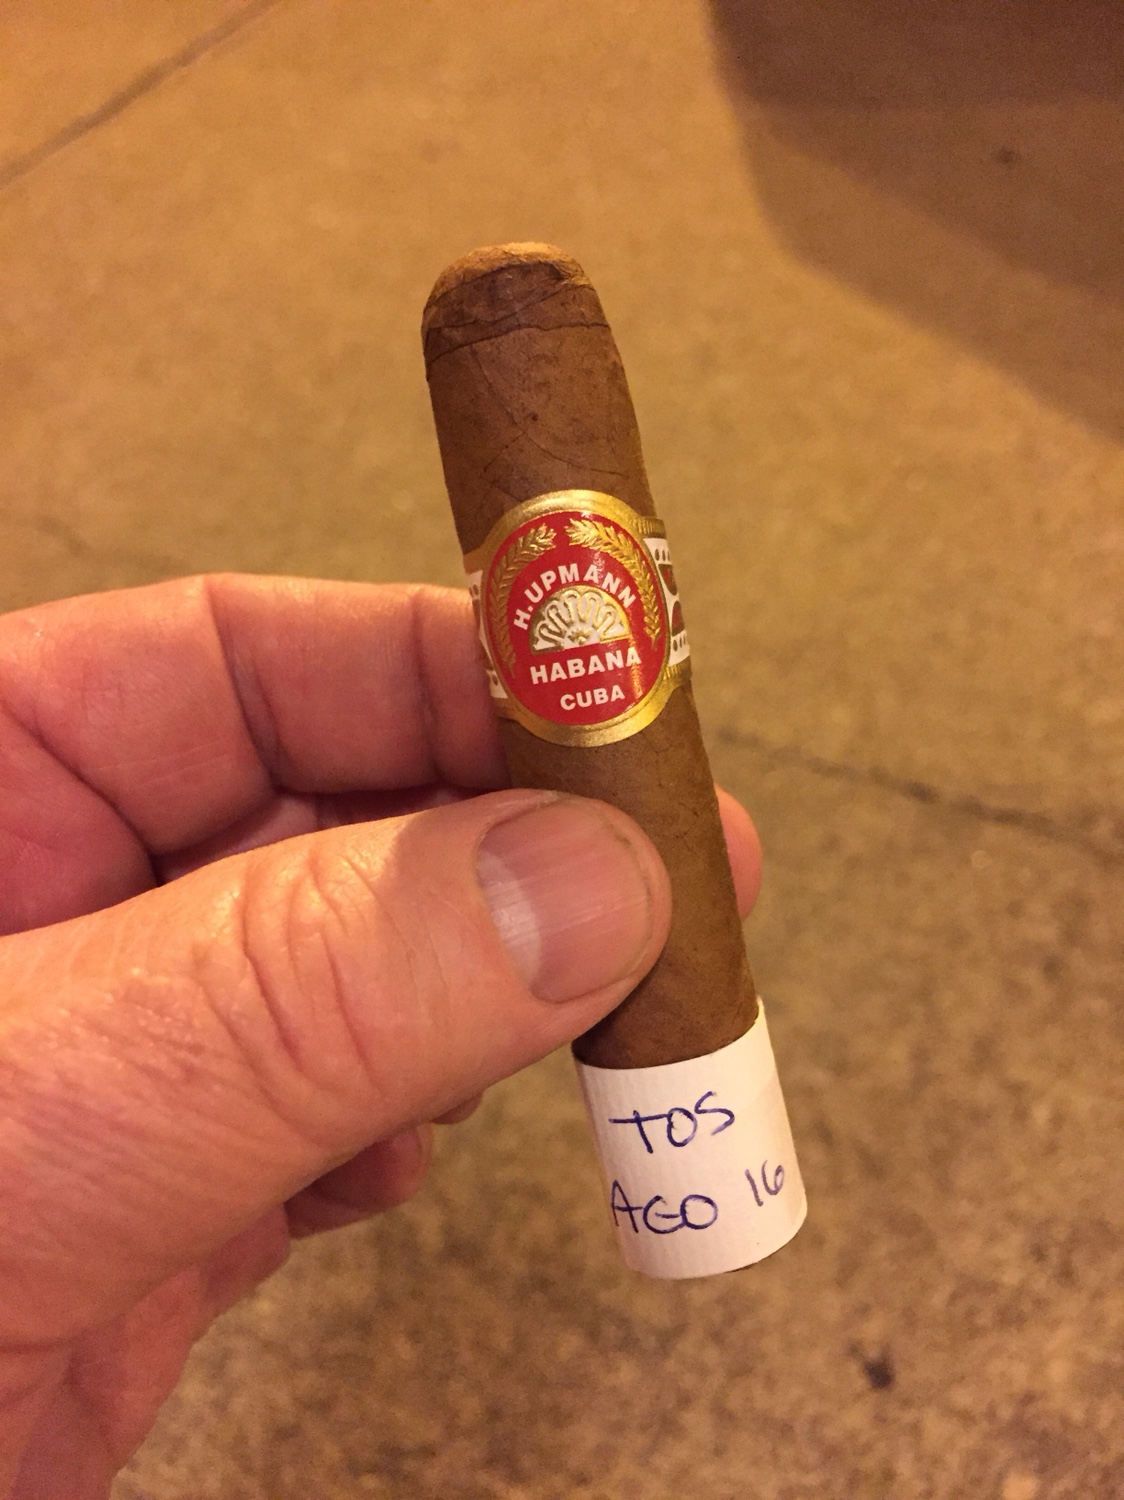 H.UPMANN
HABANA
CUBA
TOS
AGO 16